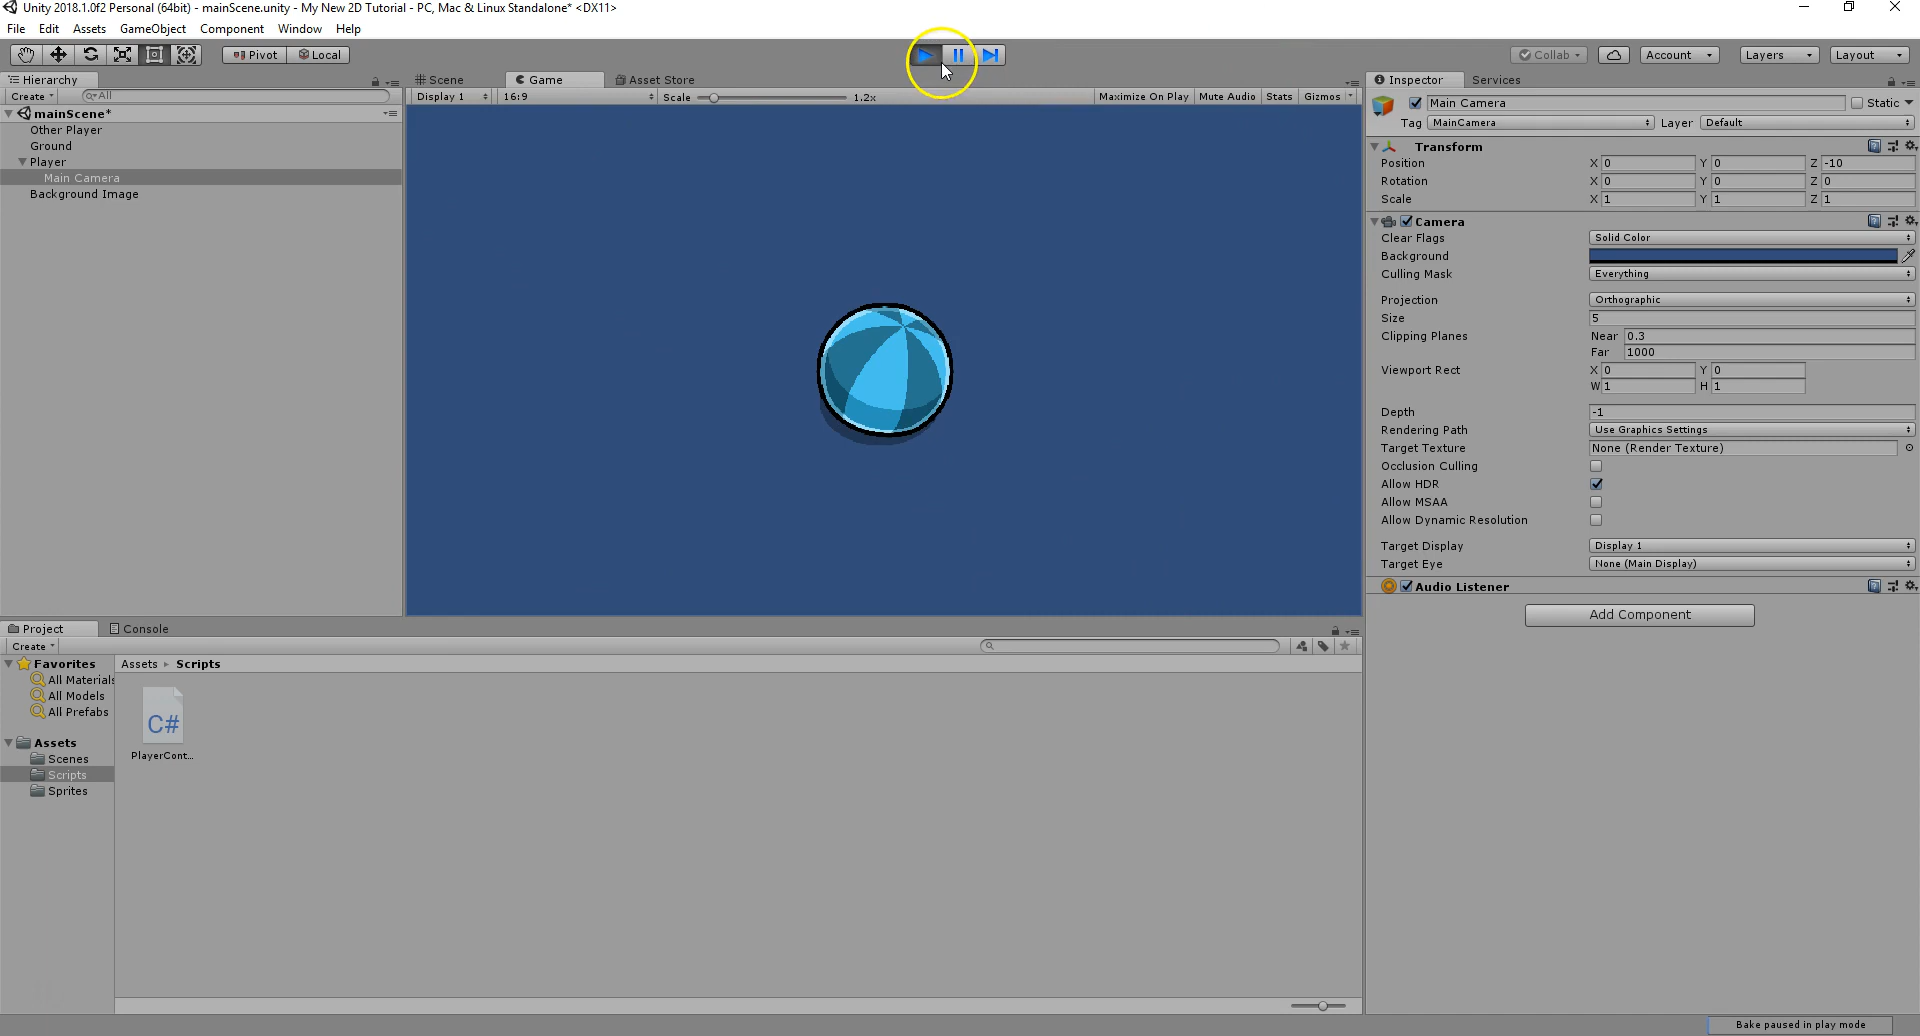 Unity 2018.1.0f2 Personal (64bit) - mainScene.unity - My New 2D Tutorial - PC, Mac & Linux Standalone* <DX11>
File Edit Assets GameObject Component Window Help
Pivot Local Collab Account Layers Layout
Hierarchy
Create All
mainScene*
Other Player
Ground
Player
Main Camera
Background Image
Scene Game Asset Store
Display 1 16:9 Scale 1.2x Maximize On Play Mute Audio Stats Gizmos
Inspector Services
Main Camera Static
Tag MainCamera Layer Default
Transform
Position X 0 Y 0 Z -10
Rotation X 0 Y 0 Z 0
Scale X 1 Y 1 Z 1
Camera
Clear Flags Solid Color
Background
Culling Mask Everything
Projection Orthographic
Size 5
Clipping Planes Near 0.3
Far 1000
Viewport Rect X 0 Y 0
W 1 H 1
Depth -1
Rendering Path Use Graphics Settings
Target Texture None (Render Texture)
Occlusion Culling
Allow HDR
Allow MSAA
Allow Dynamic Resolution
Target Display Display 1
Target Eye None (Main Display)
Audio Listener
Add Component
Project Console
Create
Favorites
All Materials
All Models
All Prefabs
Assets
Scenes
Scripts
Sprites
Assets Scripts
C#
PlayerCont...
Bake paused in play mode